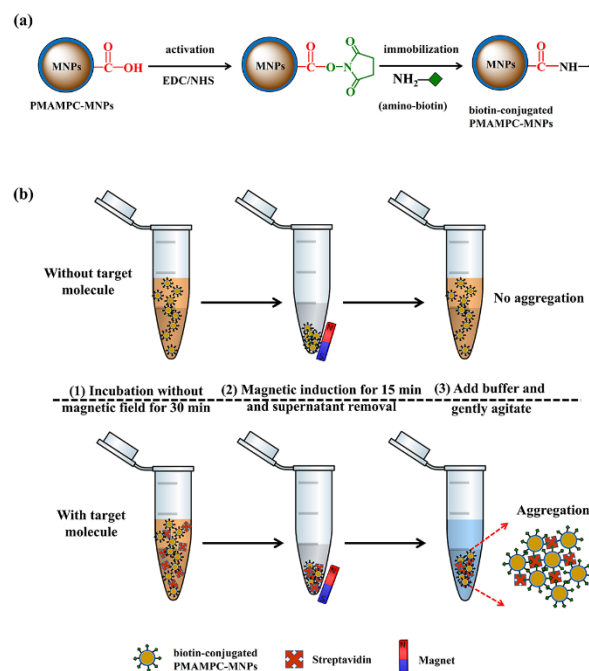 (a)
MNPs
C
O
OH
PMAMPC-MNPs
activation
EDC/NHS
MNPs
C
O
O
N
O
O
immobilization
NH2
(amino-biotin)
MNPs
C
O
NH
biotin-conjugated
PMAMPC-MNPs
(b)
Without target
molecule
No aggregation
(1) Incubation without
magnetic field for 30 min
(2) Magnetic induction for 15 min
and supernatant removal
(3) Add buffer and
gently agitate
With target
molecule
Aggregation
biotin-conjugated
PMAMPC-MNPs
Streptavidin
Magnet